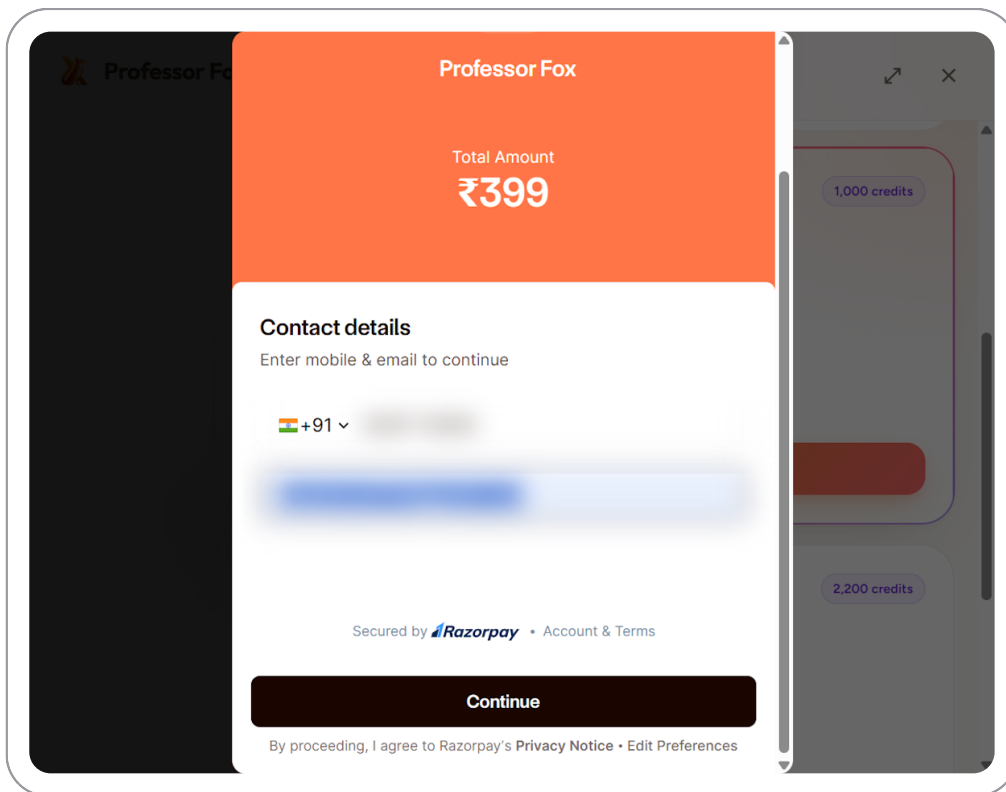 Professor Fo
Professor Fox
Total Amount
₹399
1,000 credits
Contact details
Enter mobile & email to continue
+91
2,200 credits
Secured by Razorpay • Account & Terms
Continue
By proceeding, I agree to Razorpay's Privacy Notice • Edit Preferences